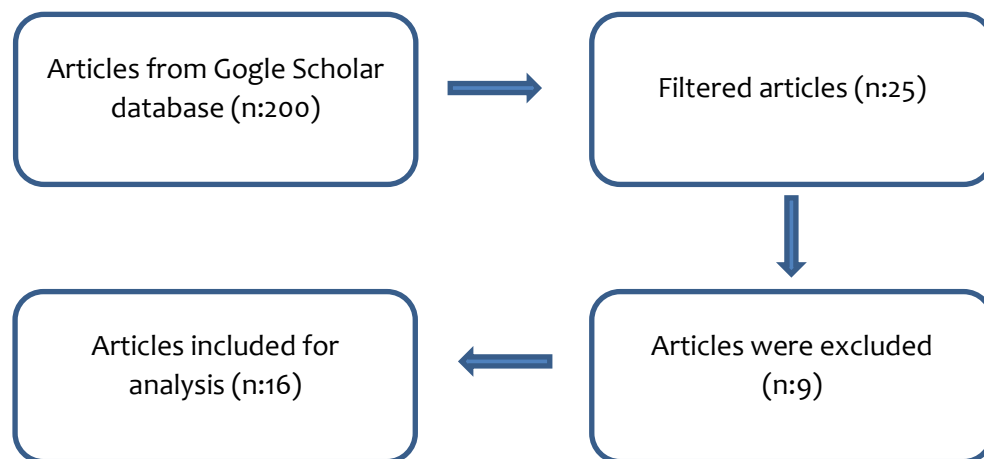 Articles from Gogle Scholar
database (n:200)
Filtered articles (n:25)
Articles were excluded
(n:9)
Articles included for
analysis (n:16)